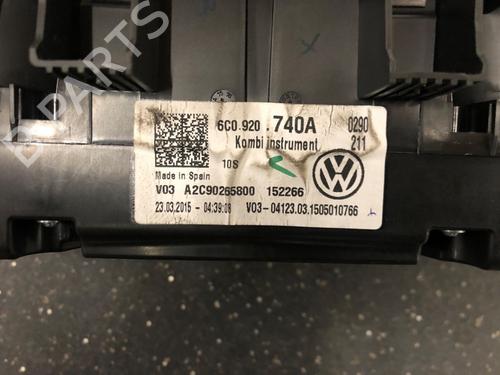 6C0.920.740A 0290
Kombi instrument 211
10S
Made in Spain
V03 A2C90265800 152266
23.03.2015 - 04:39:08 V03-04123.03.1505010766
B-PARTS